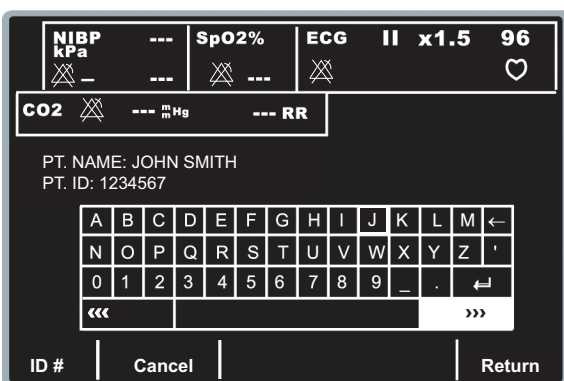 NIBP --- SpO2% ECG II x1.5 96
kPa
– --- ---
CO2 --- mmHg --- RR
PT. NAME: JOHN SMITH
PT. ID: 1234567
A B C D E F G H I J K L M ←
N O P Q R S T U V W X Y Z '
0 1 2 3 4 5 6 7 8 9 _ . ↵
‹‹‹ ›››
ID # Cancel Return